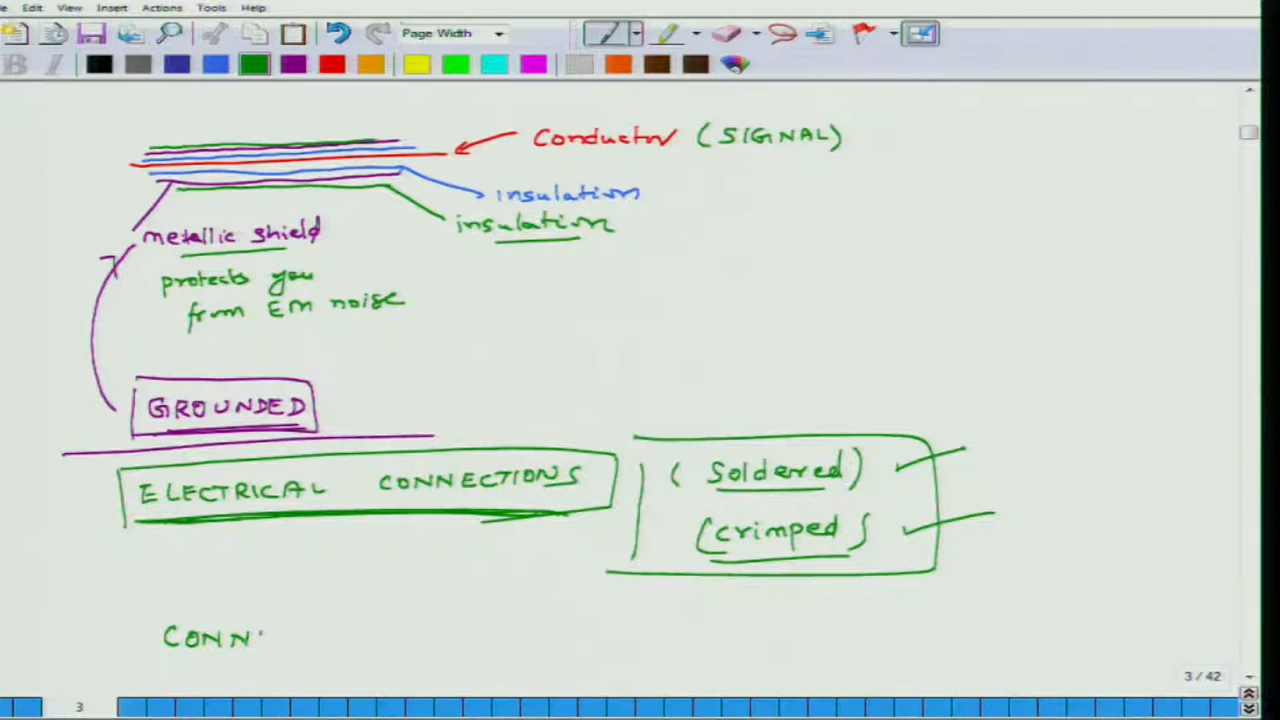 Edit View Insert Actions Tools Help
Page Width
Conductor (SIGNAL)
insulation
insulation
metallic shield
protects you
from EM noise
GROUNDED
ELECTRICAL CONNECTIONS
(Soldered)
(crimped)
CONN
3 / 42
3